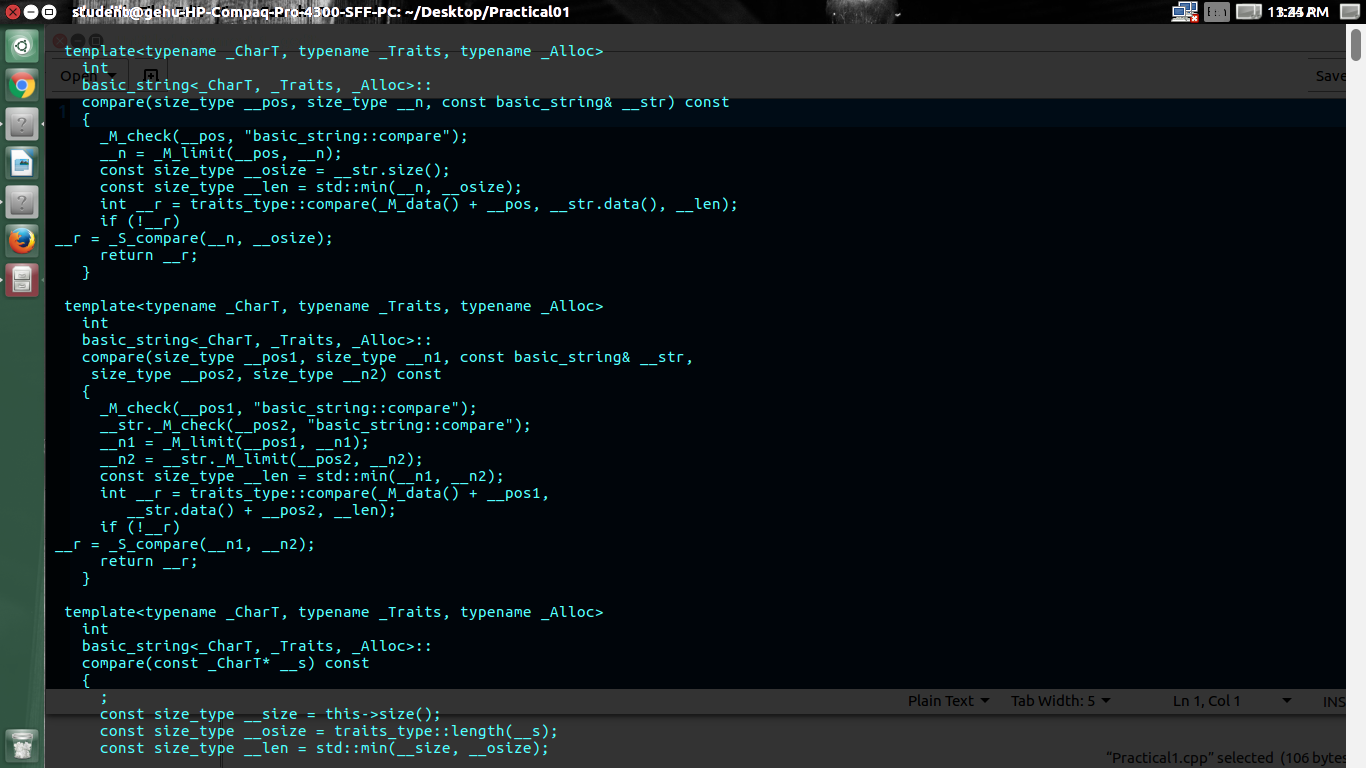 student@gehu-HP-Compaq-Pro-4300-SFF-PC: ~/Desktop/Practical01
Open
Save
1
template<typename _CharT, typename _Traits, typename _Alloc>
int
basic_string<_CharT, _Traits, _Alloc>::
compare(size_type __pos, size_type __n, const basic_string& __str) const
{
_M_check(__pos, "basic_string::compare");
__n = _M_limit(__pos, __n);
const size_type __osize = __str.size();
const size_type __len = std::min(__n, __osize);
int __r = traits_type::compare(_M_data() + __pos, __str.data(), __len);
if (!__r)
__r = _S_compare(__n, __osize);
return __r;
}
template<typename _CharT, typename _Traits, typename _Alloc>
int
basic_string<_CharT, _Traits, _Alloc>::
compare(size_type __pos1, size_type __n1, const basic_string& __str,
size_type __pos2, size_type __n2) const
{
_M_check(__pos1, "basic_string::compare");
__str._M_check(__pos2, "basic_string::compare");
__n1 = _M_limit(__pos1, __n1);
__n2 = __str._M_limit(__pos2, __n2);
const size_type __len = std::min(__n1, __n2);
int __r = traits_type::compare(_M_data() + __pos1,
__str.data() + __pos2, __len);
if (!__r)
__r = _S_compare(__n1, __n2);
return __r;
}
template<typename _CharT, typename _Traits, typename _Alloc>
int
basic_string<_CharT, _Traits, _Alloc>::
compare(const _CharT* __s) const
{
;
const size_type __size = this->size();
const size_type __osize = traits_type::length(__s);
const size_type __len = std::min(__size, __osize);
Plain Text Tab Width: 5 Ln 1, Col 1 INS
"Practical1.cpp" selected (106 bytes